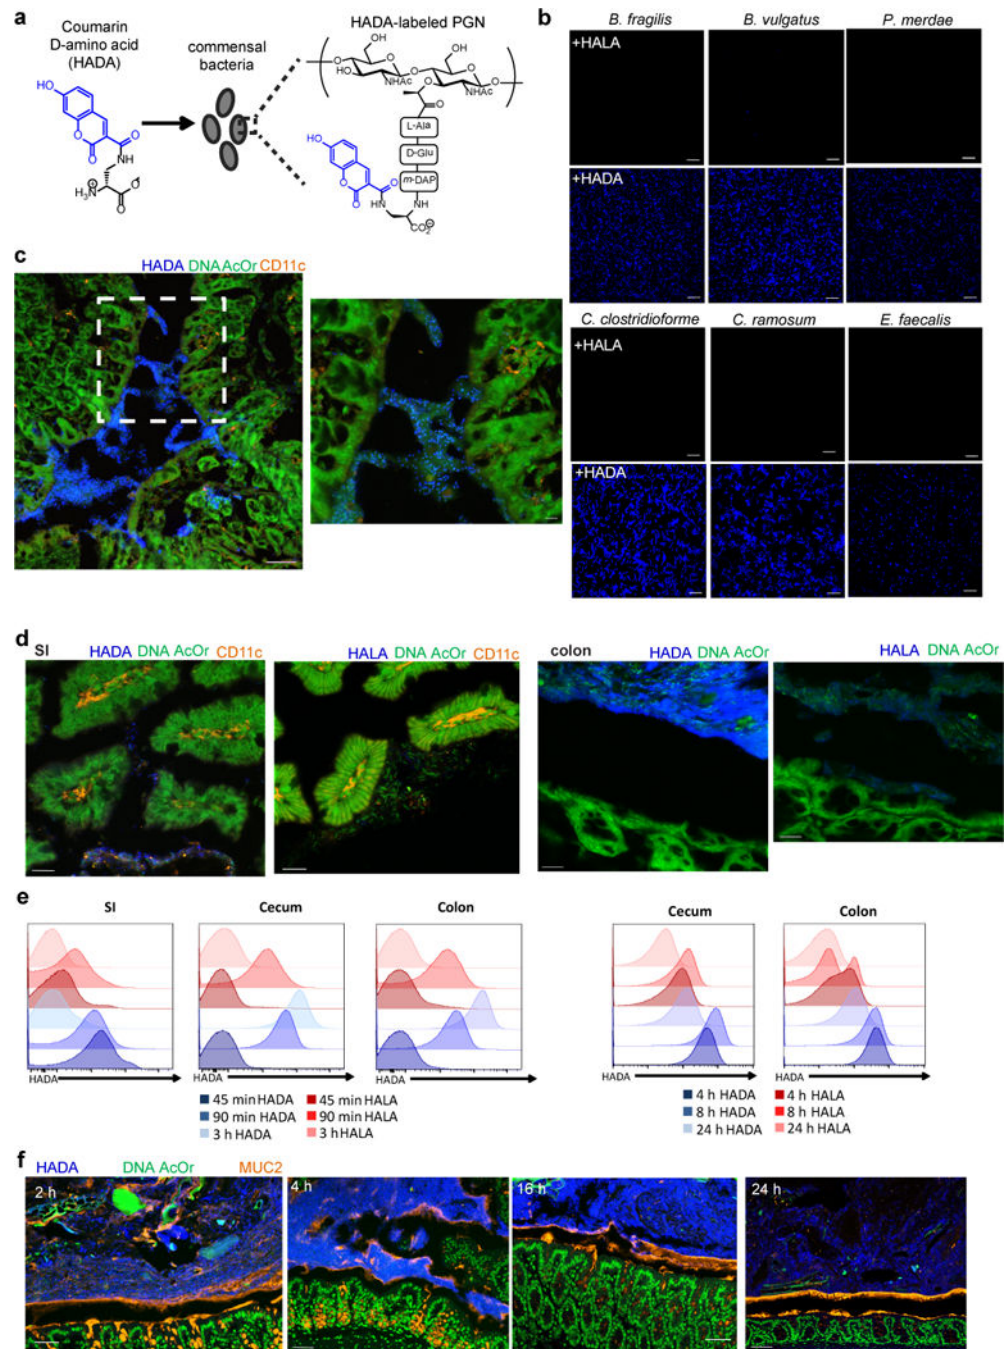 a
Coumarin
D-amino acid
(HADA)
commensal
bacteria
HADA-labeled PGN
HO
O
O
O
NH
H3N
⊕
O
O
OH
HO
O
HO
O
NHAc
OH
O
OH
O
NHAc
O
O
L-Ala
D-Glu
m-DAP
HO
O
O
O
NH
NH
CO2
⊖
b
B. fragilis
B. vulgatus
P. merdae
+HALA
+HADA
C. clostridioforme
C. ramosum
E. faecalis
+HALA
+HADA
c
HADA DNA AcOr CD11c
d
SI
HADA DNA AcOr CD11c
HALA DNA AcOr CD11c
colon
HADA DNA AcOr
HALA DNA AcOr
e
SI
Cecum
Colon
Cecum
Colon
HADA
HADA
HADA
HADA
HADA
45 min HADA
45 min HALA
90 min HADA
90 min HALA
3 h HADA
3 h HALA
4 h HADA
4 h HALA
8 h HADA
8 h HALA
24 h HADA
24 h HALA
f
HADA
DNA AcOr
MUC2
2 h
4 h
16 h
24 h